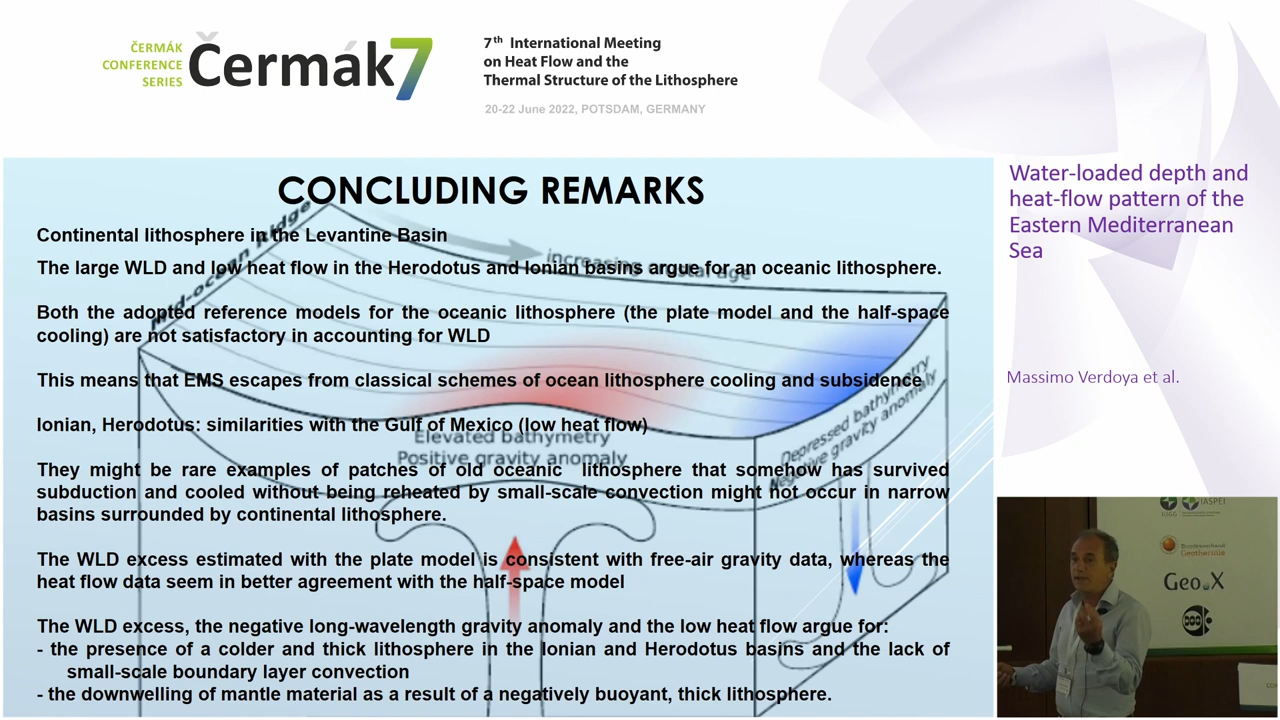 ČERMÁK
CONFERENCE
SERIES
Čermák7
7th International Meeting
on Heat Flow and the
Thermal Structure of the Lithosphere
20-22 June 2022, POTSDAM, GERMANY
CONCLUDING REMARKS
Mid-ocean Ridge
increasing crustal age
Continental lithosphere in the Levantine Basin
The large WLD and low heat flow in the Herodotus and Ionian basins argue for an oceanic lithosphere.
Both the adopted reference models for the oceanic lithosphere (the plate model and the half-space
cooling) are not satisfactory in accounting for WLD
This means that EMS escapes from classical schemes of ocean lithosphere cooling and subsidence
Ionian, Herodotus: similarities with the Gulf of Mexico (low heat flow)
Elevated bathymetry
Positive gravity anomaly
Depressed bathymetry
Negative gravity anomaly
They might be rare examples of patches of old oceanic lithosphere that somehow has survived
subduction and cooled without being reheated by small-scale convection might not occur in narrow
basins surrounded by continental lithosphere.
The WLD excess estimated with the plate model is consistent with free-air gravity data, whereas the
heat flow data seem in better agreement with the half-space model
The WLD excess, the negative long-wavelength gravity anomaly and the low heat flow argue for:
- the presence of a colder and thick lithosphere in the Ionian and Herodotus basins and the lack of
small-scale boundary layer convection
- the downwelling of mantle material as a result of a negatively buoyant, thick lithosphere.
Water-loaded depth and
heat-flow pattern of the
Eastern Mediterranean
Sea
Massimo Verdoya et al.
IUGG
IASPEI
Bundesverband
Geothermie
Geo.X